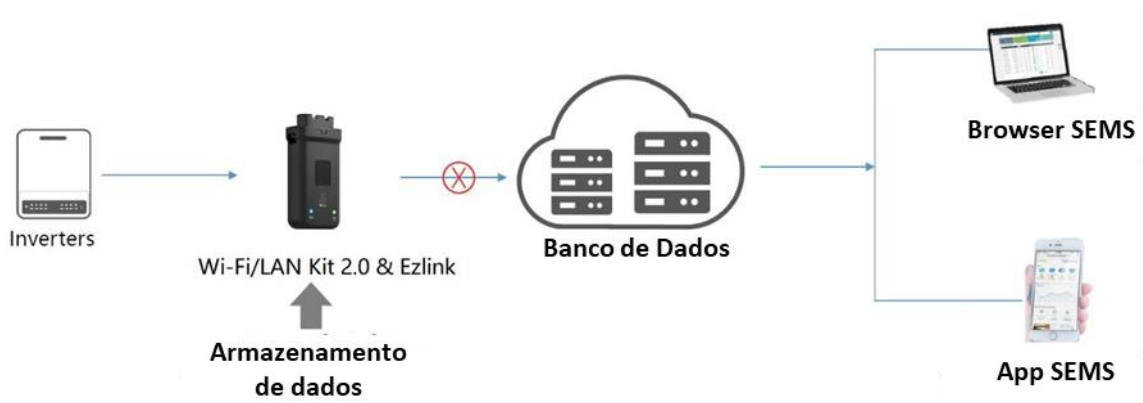 Inverters
Wi-Fi/LAN Kit 2.0 & Ezlink
Armazenamento
de dados
Banco de Dados
Browser SEMS
App SEMS